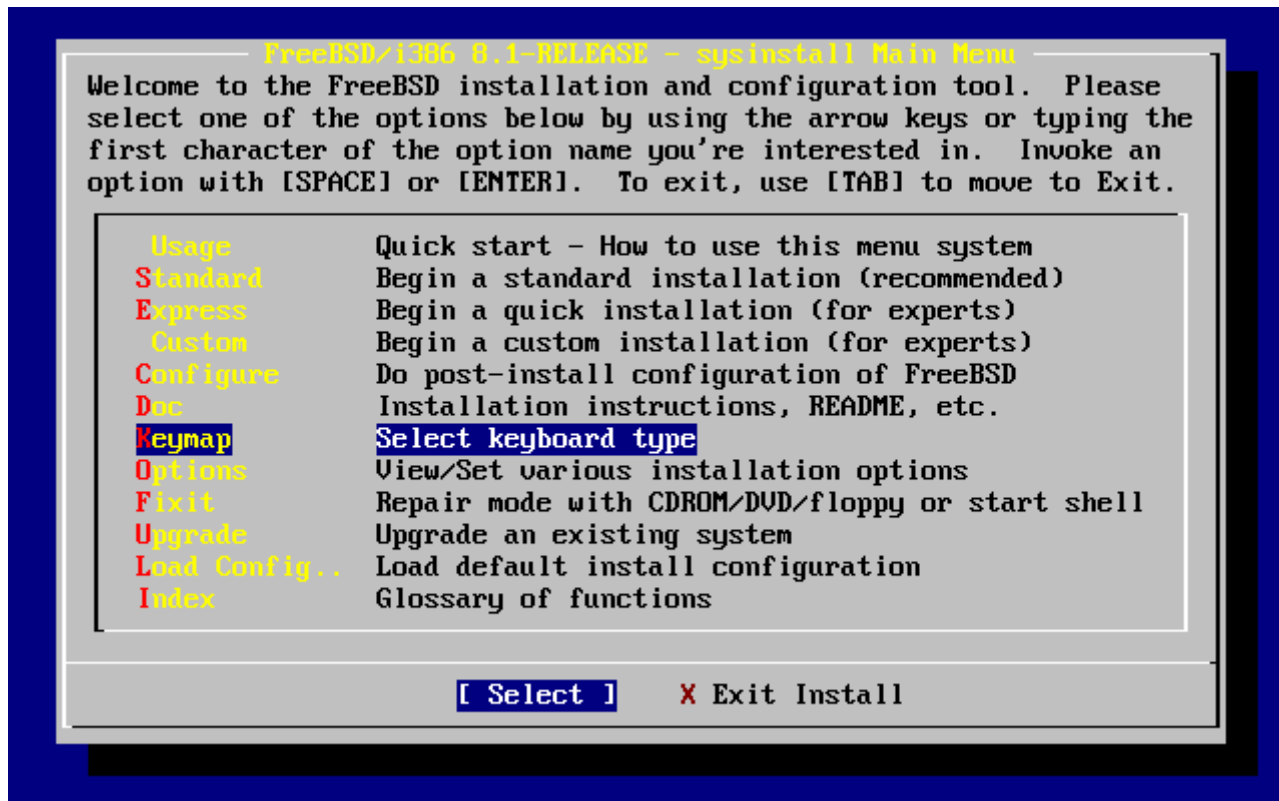 FreeBSD/i386 8.1-RELEASE - sysinstall Main Menu
Welcome to the FreeBSD installation and configuration tool.  Please
select one of the options below by using the arrow keys or typing the
first character of the option name you're interested in.  Invoke an
option with [SPACE] or [ENTER].  To exit, use [TAB] to move to Exit.
Usage Quick start - How to use this menu system
Standard Begin a standard installation (recommended)
Express Begin a quick installation (for experts)
Custom Begin a custom installation (for experts)
Configure Do post-install configuration of FreeBSD
Doc Installation instructions, README, etc.
Keymap Select keyboard type
Options View/Set various installation options
Fixit Repair mode with CDROM/DVD/floppy or start shell
Upgrade Upgrade an existing system
Load Config.. Load default install configuration
Index Glossary of functions
[ Select ] X Exit Install